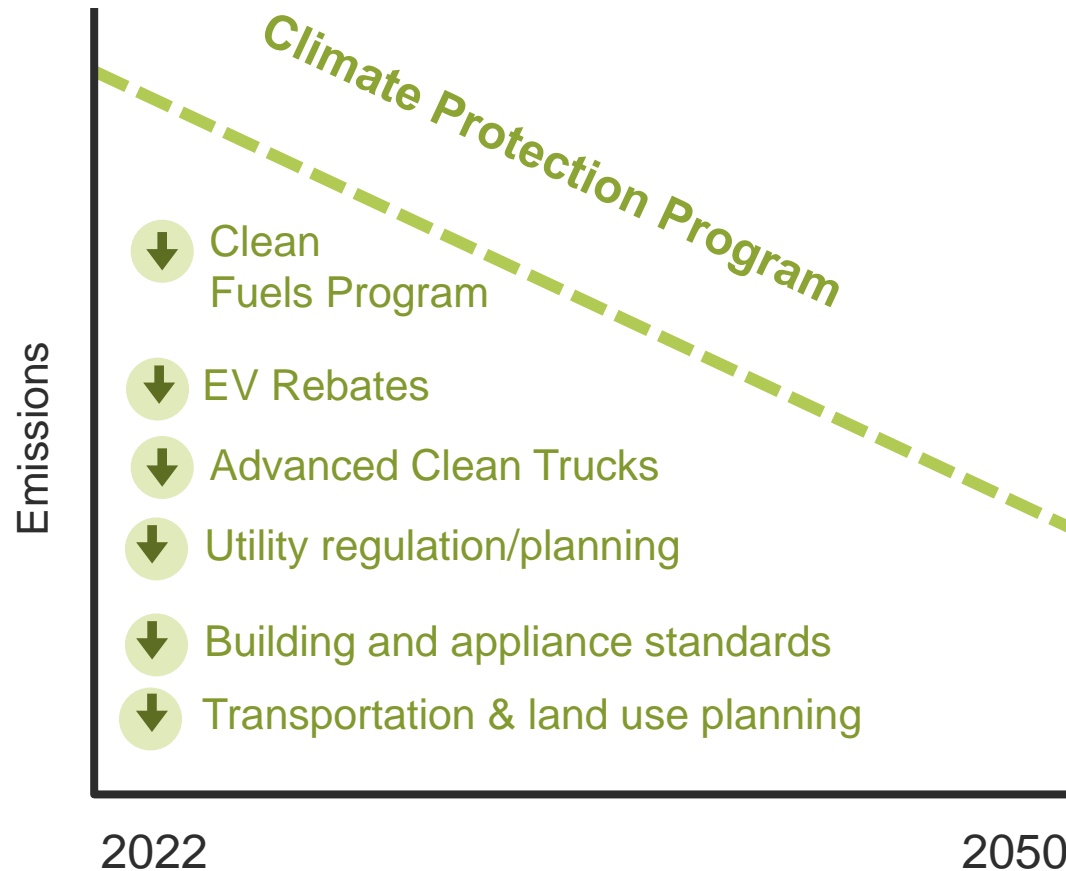 Climate Protection Program
Clean
Fuels Program
EV Rebates
Advanced Clean Trucks
Utility regulation/planning
Building and appliance standards
Transportation & land use planning
Emissions
2022
2050